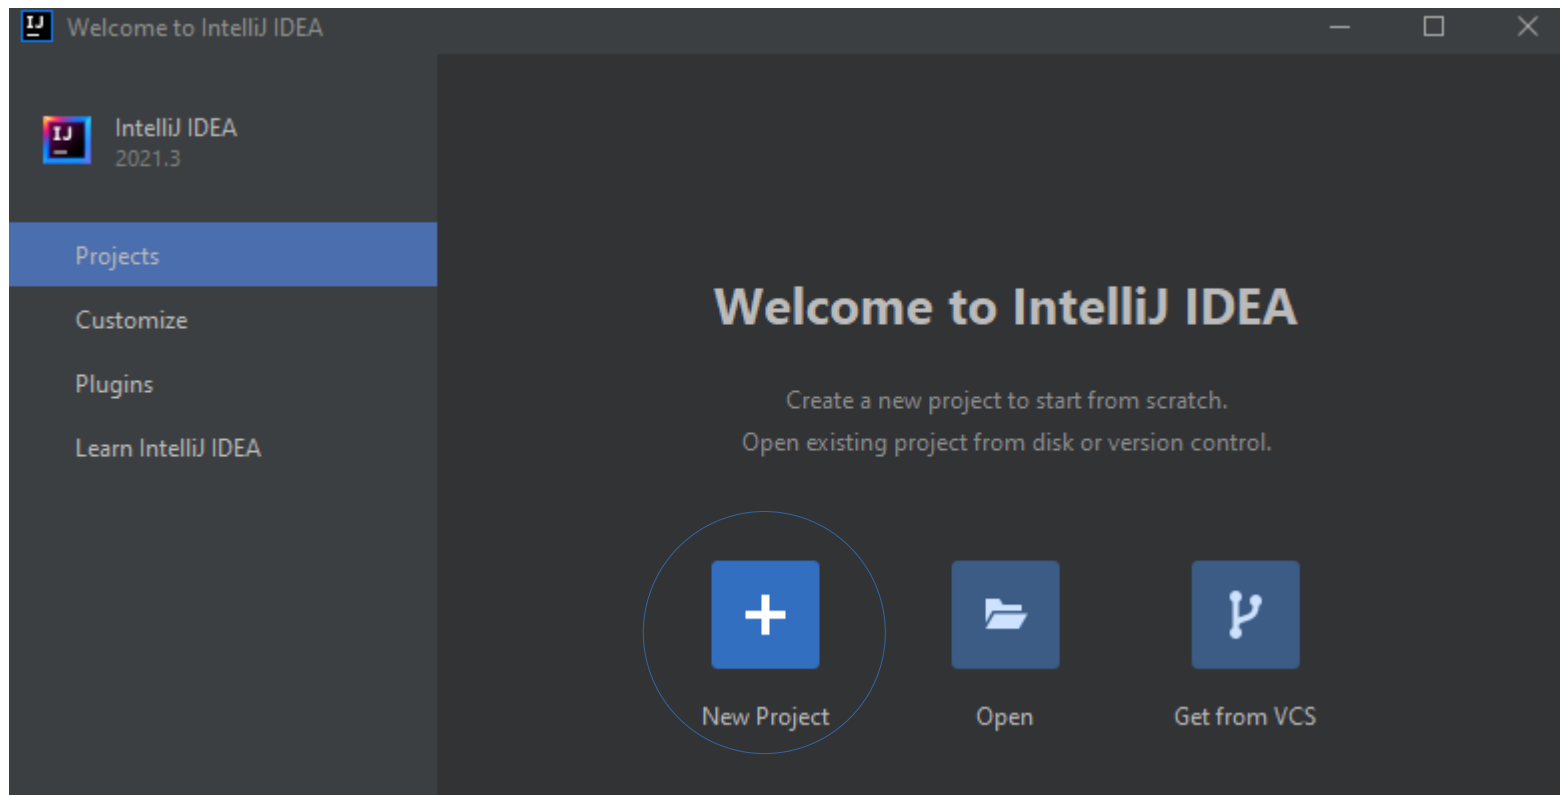 IJ Welcome to IntelliJ IDEA
IJ IntelliJ IDEA
2021.3
Projects
Customize
Plugins
Learn IntelliJ IDEA
Welcome to IntelliJ IDEA
Create a new project to start from scratch.
Open existing project from disk or version control.
New Project
Open
Get from VCS